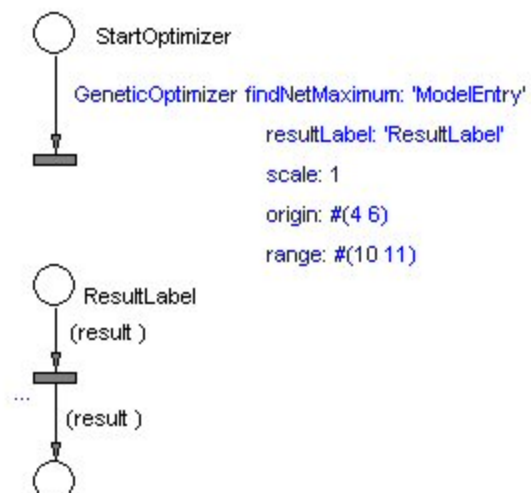 StartOptimizer
GeneticOptimizer findNetMaximum: 'ModelEntry'
resultLabel: 'ResultLabel'
scale: 1
origin: #(4 6)
range: #(10 11)
ResultLabel
(result )
...
(result )